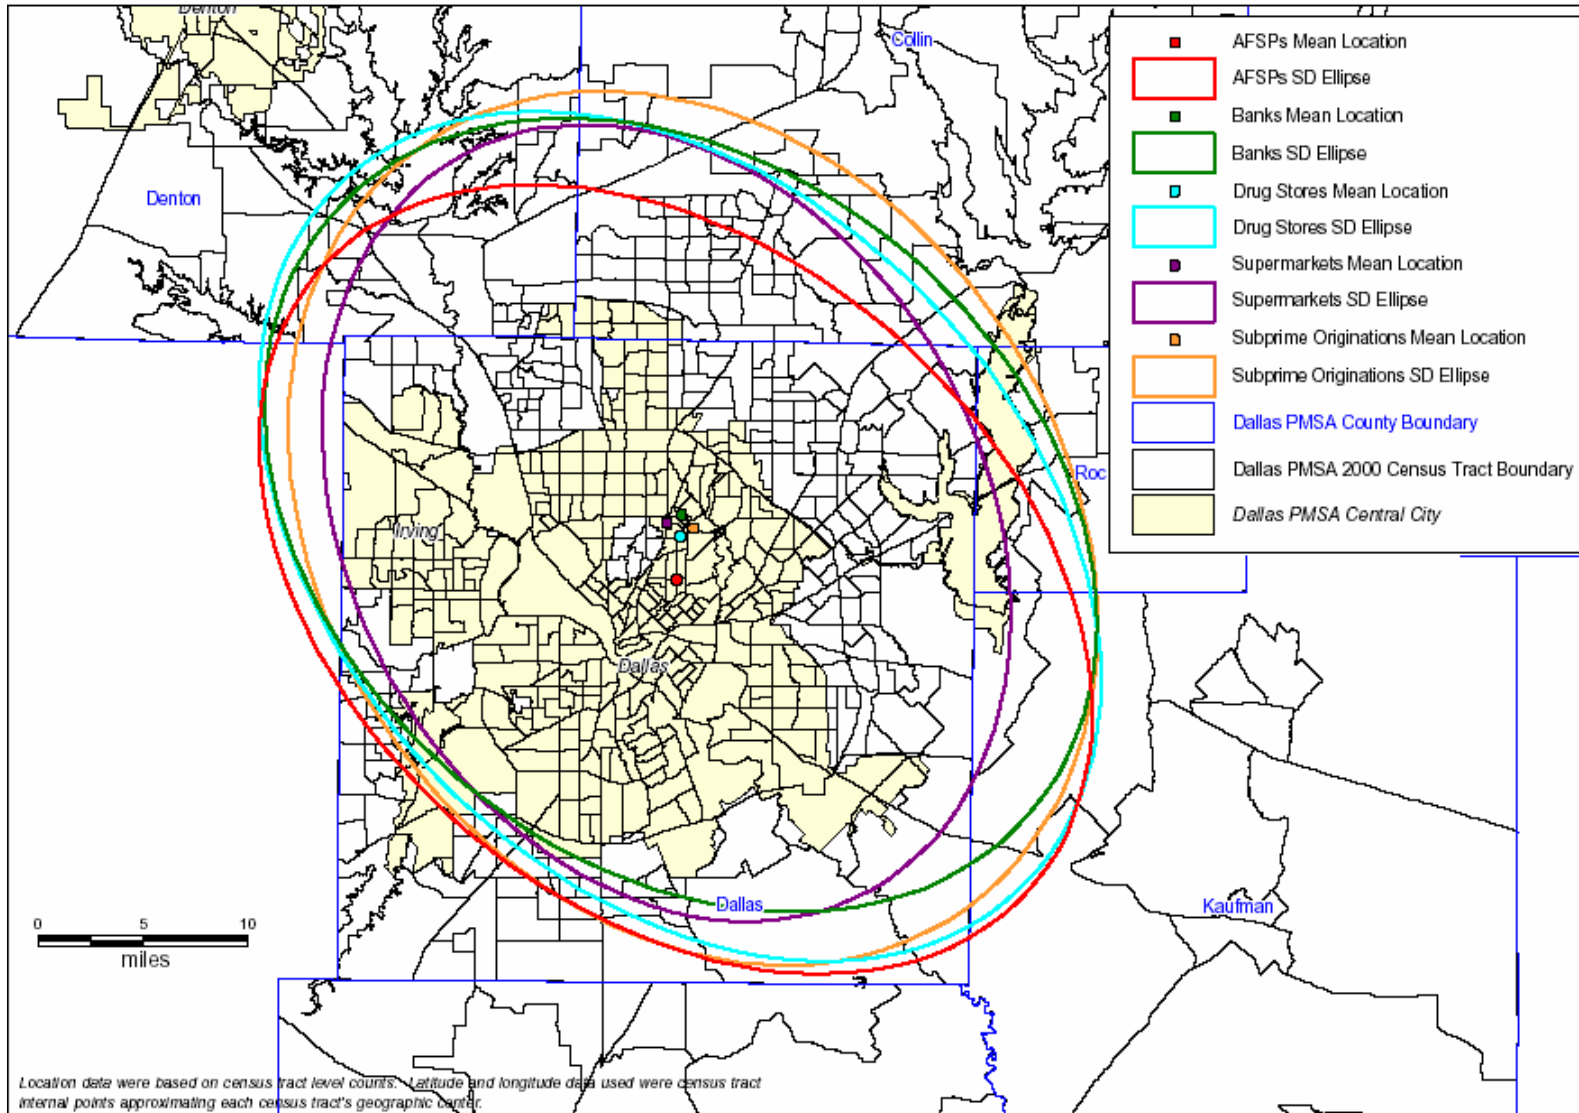 Denton
Collin
Denton
Irving
Dallas
Roc
Dallas
Kaufman
AFSPs Mean Location
AFSPs SD Ellipse
Banks Mean Location
Banks SD Ellipse
Drug Stores Mean Location
Drug Stores SD Ellipse
Supermarkets Mean Location
Supermarkets SD Ellipse
Subprime Originations Mean Location
Subprime Originations SD Ellipse
Dallas PMSA County Boundary
Dallas PMSA 2000 Census Tract Boundary
Dallas PMSA Central City
0 5 10
miles
Location data were based on census tract level counts. Latitude and longitude data used were census tract
internal points approximating each census tract's geographic center.